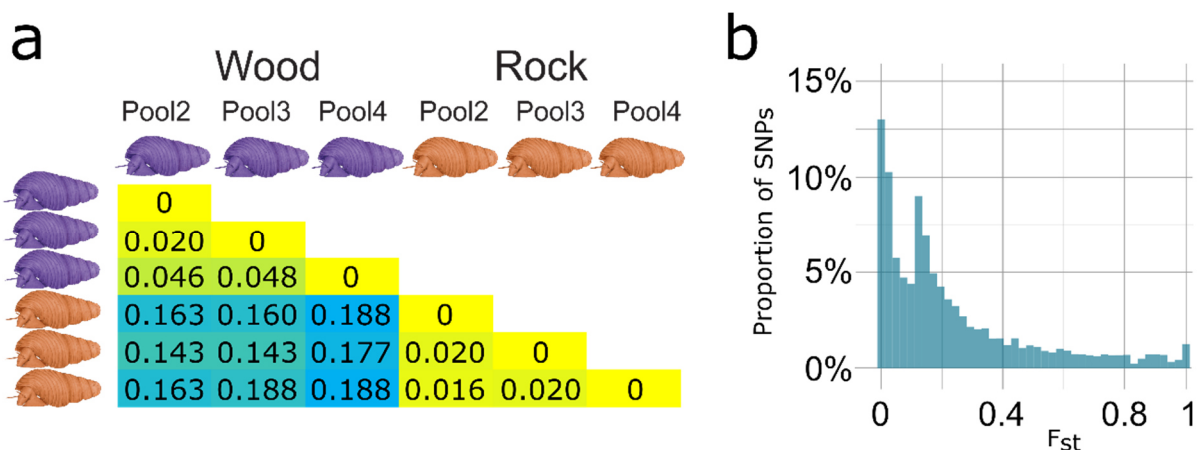 a
Wood Rock
Pool2 Pool3 Pool4 Pool2 Pool3 Pool4
0
0.020 0
0.046 0.048 0
0.163 0.160 0.188 0
0.143 0.143 0.177 0.020 0
0.163 0.188 0.188 0.016 0.020 0
b
Proportion of SNPs
15%
10%
5%
0%
0 0.4 0.8 1
Fst